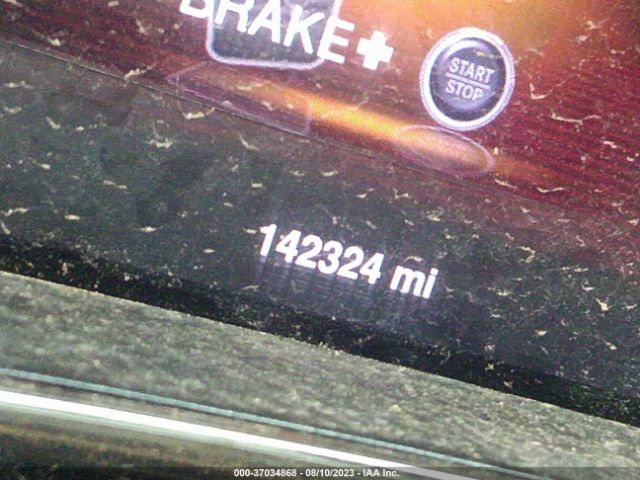 BRAKE+
START
STOP
142324 mi
000-37034868 - 08/10/2023 - IAA Inc.